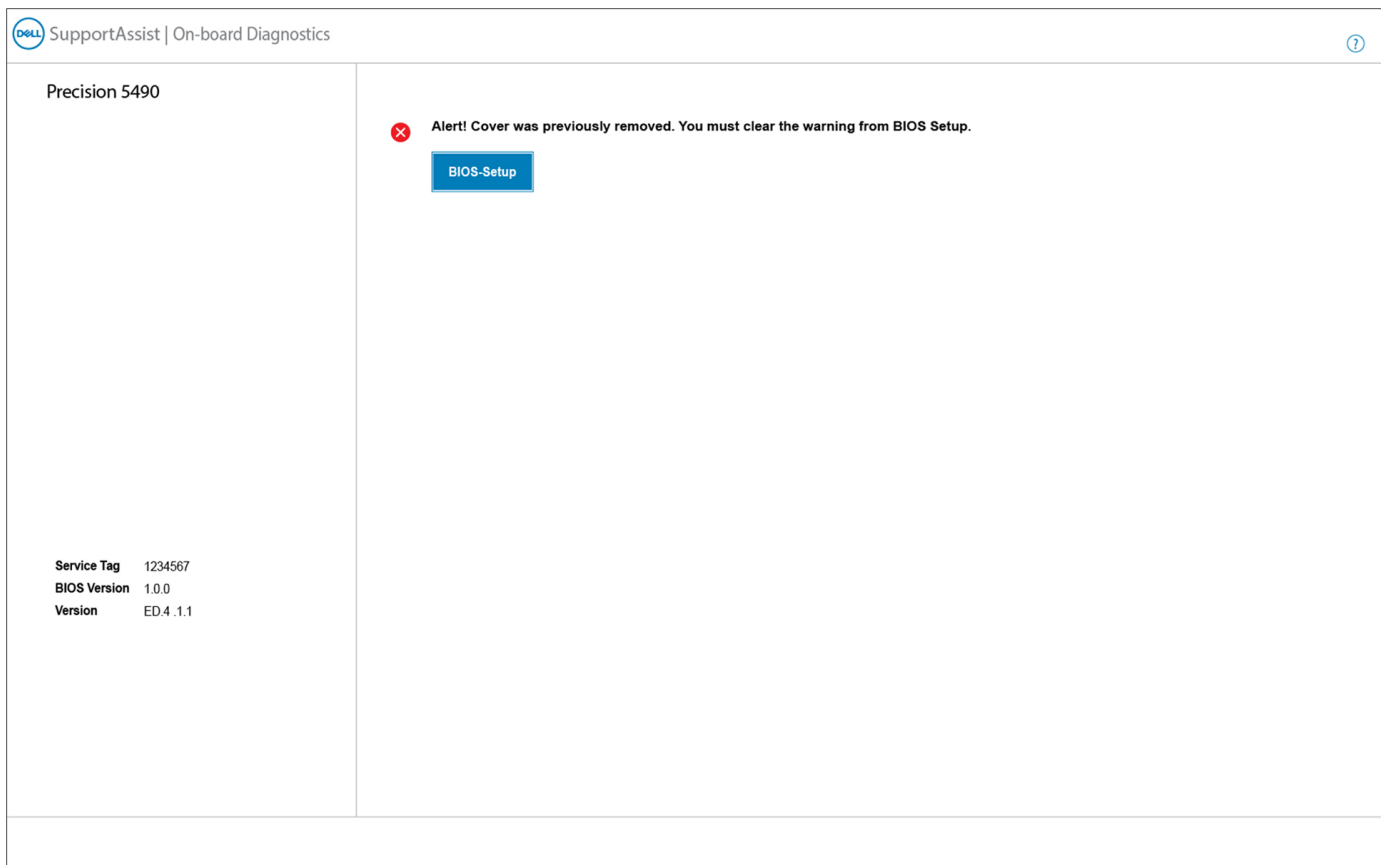 DELL SupportAssist | On-board Diagnostics
?
Precision 5490
Alert! Cover was previously removed. You must clear the warning from BIOS Setup.
BIOS-Setup
Service Tag 1234567
BIOS Version 1.0.0
Version ED.4 .1.1